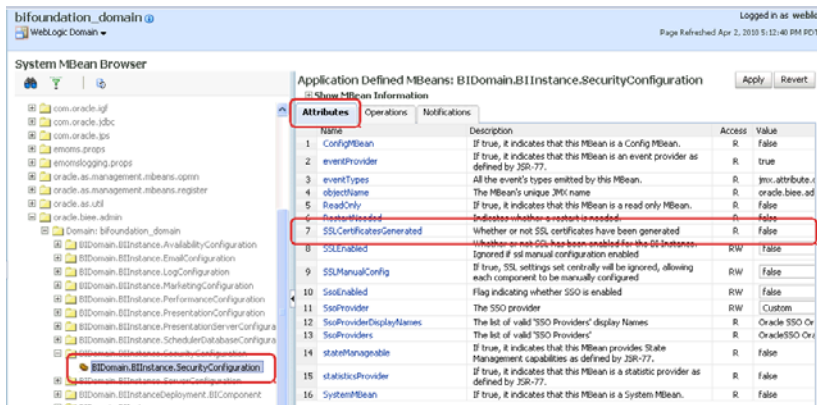 bifoundation_domain
Logged in as weblo
WebLogic Domain
Page Refreshed Apr 2, 2010 5:12:40 PM PDT
System MBean Browser
Application Defined MBeans: BIDomain.BIInstance.SecurityConfiguration
Apply
Revert
Show MBean Information
Attributes
Operations
Notifications
com.oracle.igf
com.oracle.jdbc
com.oracle.jps
emoms.props
emomslogging.props
oracle.as.management.mbeans.opmn
oracle.as.management.mbeans.register
oracle.as.util
oracle.biee.admin
Domain: bifoundation_domain
BIDomain.BIInstance.AvailabilityConfiguration
BIDomain.BIInstance.EmailConfiguration
BIDomain.BIInstance.LogConfiguration
BIDomain.BIInstance.MarketingConfiguration
BIDomain.BIInstance.PerformanceConfiguration
BIDomain.BIInstance.PresentationConfiguration
BIDomain.BIInstance.PresentationServerConfigura
BIDomain.BIInstance.SchedulerDatabaseConfigura
BIDomain.BIInstance.SecurityConfiguration
BIDomain.BIInstance.SecurityConfiguration
BIDomain.BIInstance.ServerConfiguration
BIDomain.BIInstanceDeployment.BIComponent
Name Description Access Value
1 ConfigMBean If true, it indicates that this MBean is a Config MBean. R false
2 eventProvider If true, it indicates that this MBean is an event provider as R true
defined by JSR-77.
3 eventTypes All the event's types emitted by this MBean. R jmx.attribute.c
4 objectName The MBean's unique JMX name R oracle.biee.ad
5 ReadOnly If true, it indicates that this MBean is a read only MBean. R false
6 RestartNeeded Indicates whether a restart is needed. R false
7 SSLCertificatesGenerated Whether or not SSL certificates have been generated R false
8 SSLEnabled Whether or not SSL has been enabled for the BI Instance. RW false
Ignored if ssl manual configuration enabled
9 SSLManualConfig If true, SSL settings set centrally will be ignored, allowing RW false
each component to be manually configured
10 SsoEnabled Flag indicating whether SSO is enabled RW false
11 SsoProvider The SSO provider RW Custom
12 SsoProviderDisplayNames The list of valid 'SSO Providers' display Names R Oracle SSO Or
13 SsoProviders The list of valid 'SSO Providers' R OracleSSO Ora
14 stateManageable If true, it indicates that this MBean provides State R false
Management capabilities as defined by JSR-77.
15 statisticsProvider If true, it indicates that this MBean is a statistic provider as R false
defined by JSR-77.
16 SystemMBean If true, it indicates that this MBean is a System MBean. R false